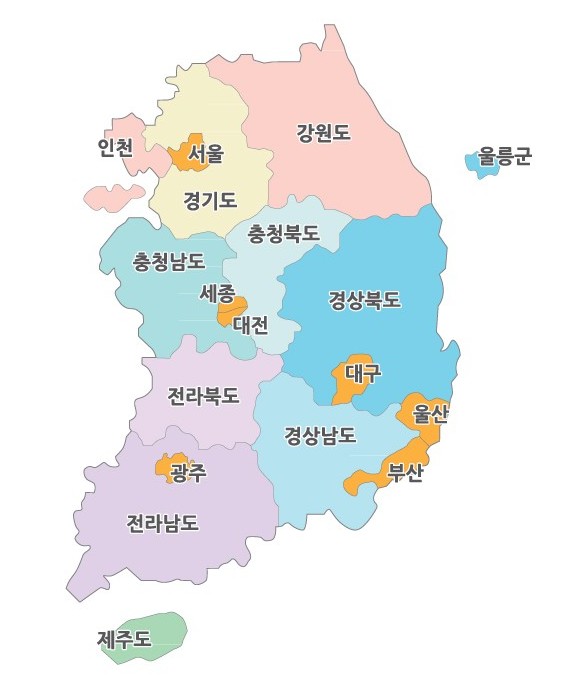 강원도
인천
서울
울릉군
경기도
충청북도
충청남도
세종
경상북도
대전
대구
전라북도
울산
경상남도
광주
부산
전라남도
제주도